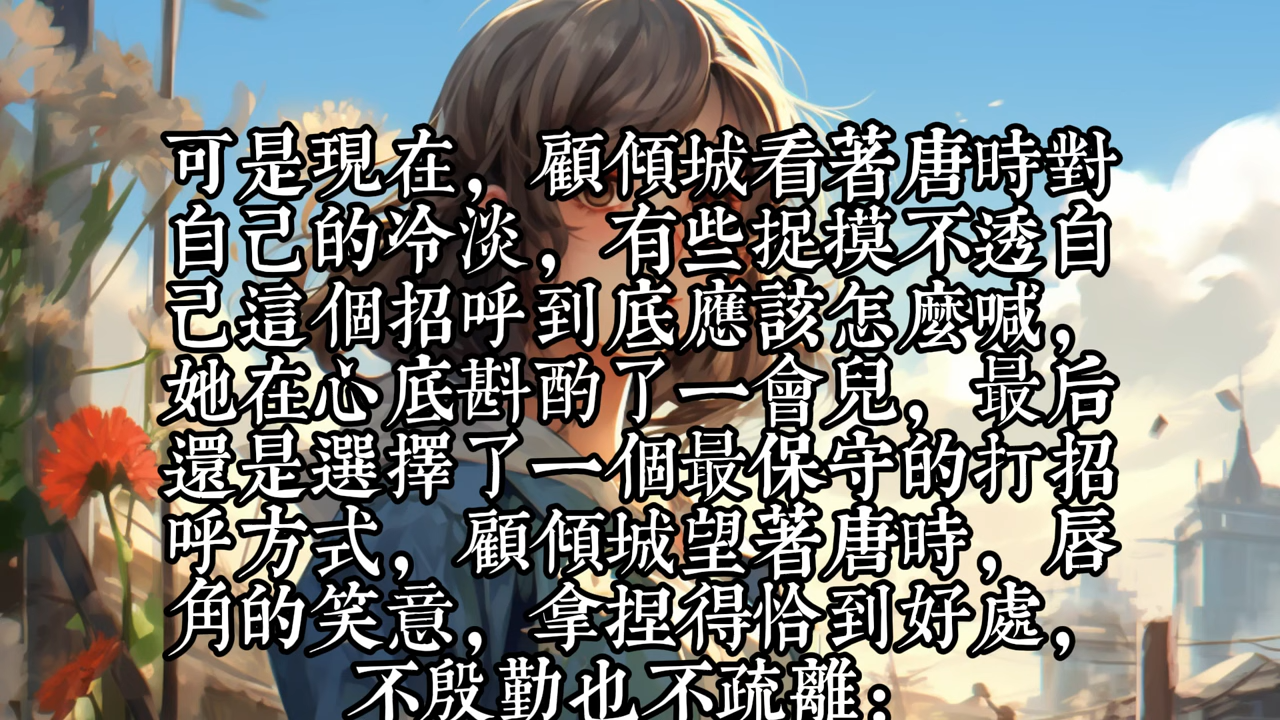 可是現在，顧傾城看著唐時對
自己的冷淡，有些捉摸不透自
己這個招呼到底應該怎麼喊，
她在心底斟酌了一會兒，最后
還是選擇了一個最保守的打招
呼方式，顧傾城望著唐時，唇
角的笑意，拿捏得恰到好處，
不殷勤也不疏離：